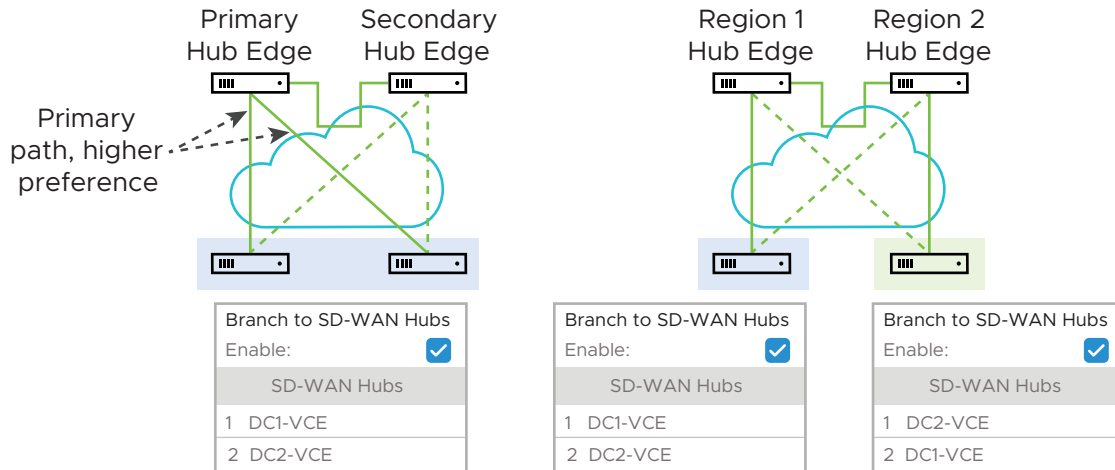 Primary
Hub Edge
Secondary
Hub Edge
Region 1
Hub Edge
Region 2
Hub Edge
Primary
path, higher
preference
Branch to SD-WAN Hubs
Enable:
SD-WAN Hubs
1 DC1-VCE
2 DC2-VCE
Branch to SD-WAN Hubs
Enable:
SD-WAN Hubs
1 DC1-VCE
2 DC2-VCE
Branch to SD-WAN Hubs
Enable:
SD-WAN Hubs
1 DC2-VCE
2 DC1-VCE